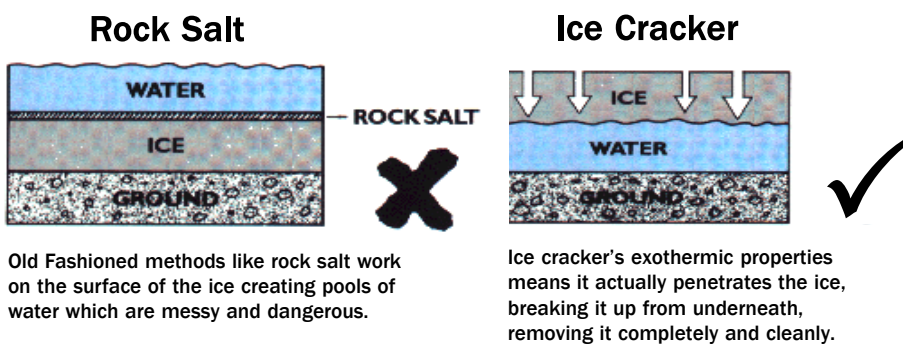 Rock Salt
WATER
ROCK SALT
ICE
GROUND
Old Fashioned methods like rock salt work
on the surface of the ice creating pools of
water which are messy and dangerous.
Ice Cracker
ICE
WATER
GROUND
Ice cracker's exothermic properties
means it actually penetrates the ice,
breaking it up from underneath,
removing it completely and cleanly.